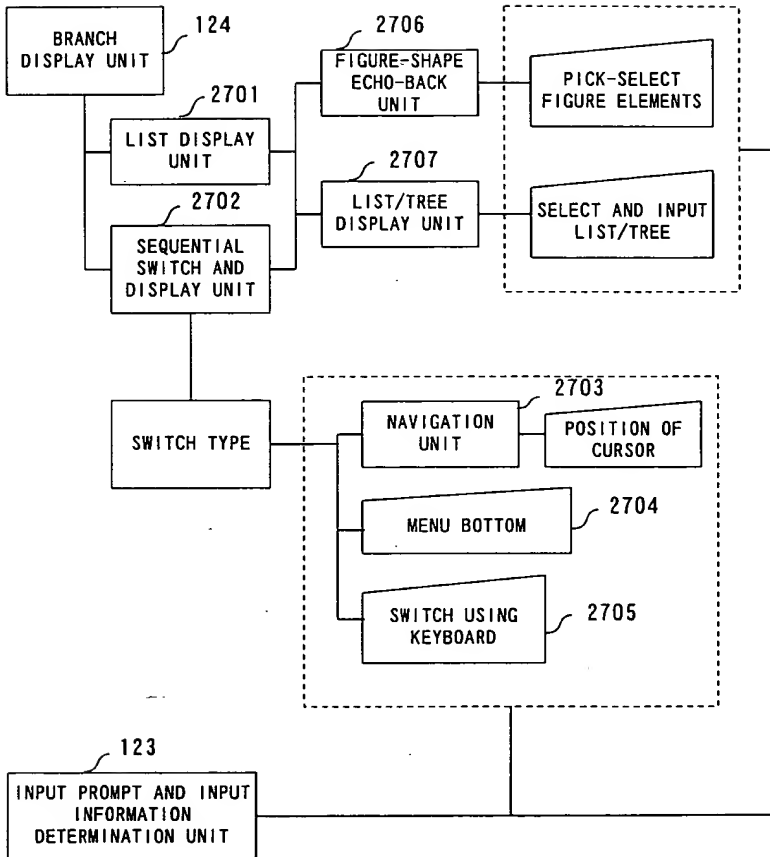 BRANCH
DISPLAY UNIT
124
2706
FIGURE-SHAPE
ECHO-BACK
UNIT
PICK-SELECT
FIGURE ELEMENTS
2701
LIST DISPLAY
UNIT
2707
LIST/TREE
DISPLAY UNIT
SELECT AND INPUT
LIST/TREE
2702
SEQUENTIAL
SWITCH AND
DISPLAY UNIT
SWITCH TYPE
2703
NAVIGATION
UNIT
POSITION OF
CURSOR
MENU BOTTOM
2704
SWITCH USING
KEYBOARD
2705
123
INPUT PROMPT AND INPUT
INFORMATION
DETERMINATION UNIT